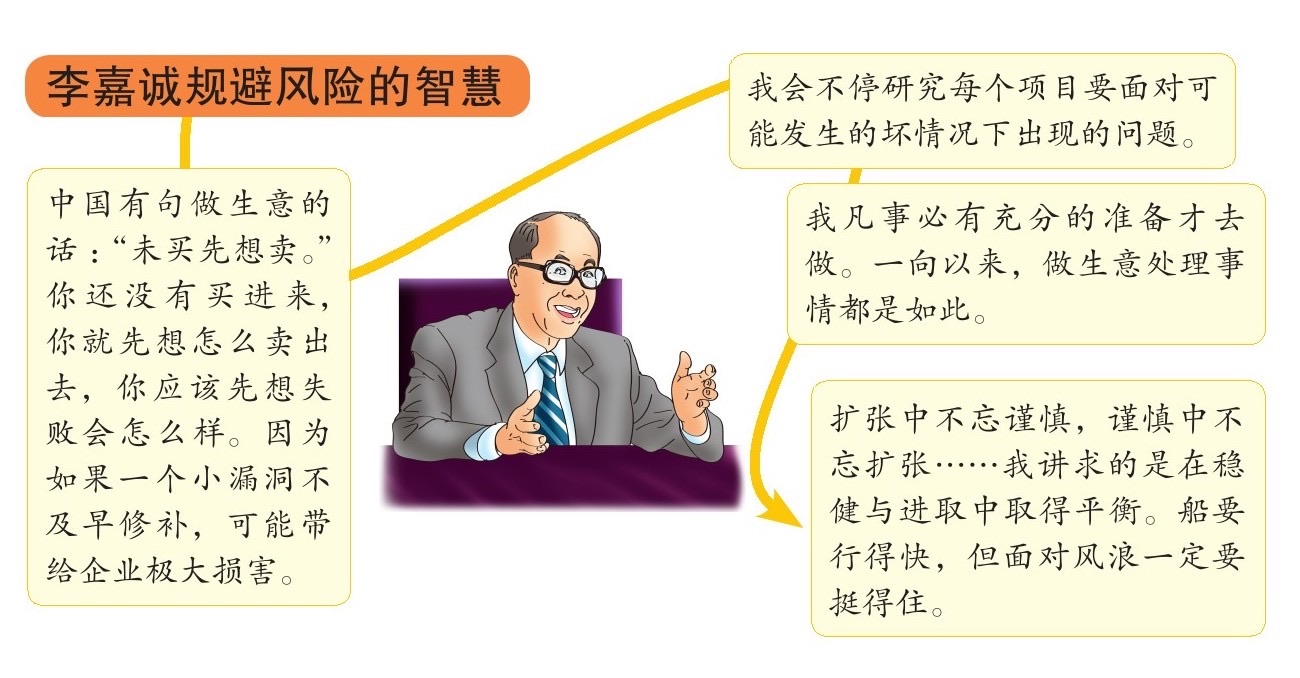 李嘉诚规避风险的智慧
中国有句做生意的
话：“未买先想卖。”
你还没有买进来，
你就先想怎么卖出
去，你应该先想失
败会怎么样。因为
如果一个小漏洞不
及早修补，可能带
给企业极大损害。
我会不停研究每个项目要面对可
能发生的坏情况下出现的问题。
我凡事必有充分的准备才去
做。一向以来，做生意处理事
情都是如此。
扩张中不忘谨慎，谨慎中不
忘扩张……我讲求的是在稳
健与进取中取得平衡。船要
行得快，但面对风浪一定要
挺得住。